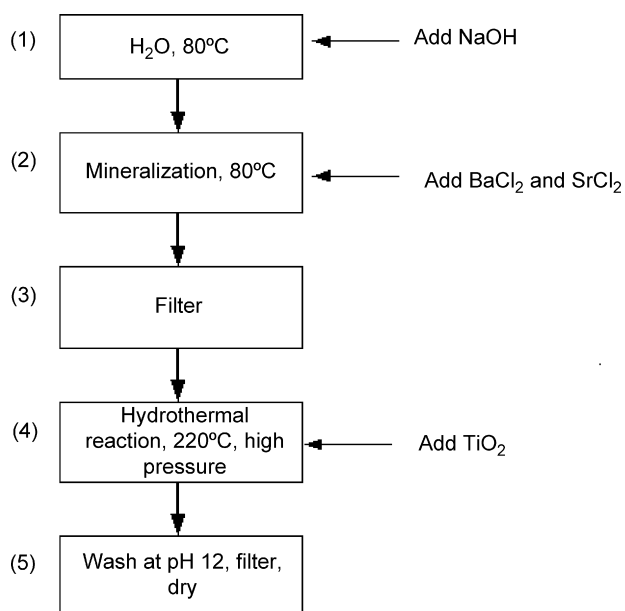 (1)
H₂O, 80ºC
Add NaOH
(2)
Mineralization, 80ºC
Add BaCl₂ and SrCl₂
(3)
Filter
(4)
Hydrothermal
reaction, 220ºC, high
pressure
Add TiO₂
(5)
Wash at pH 12, filter,
dry